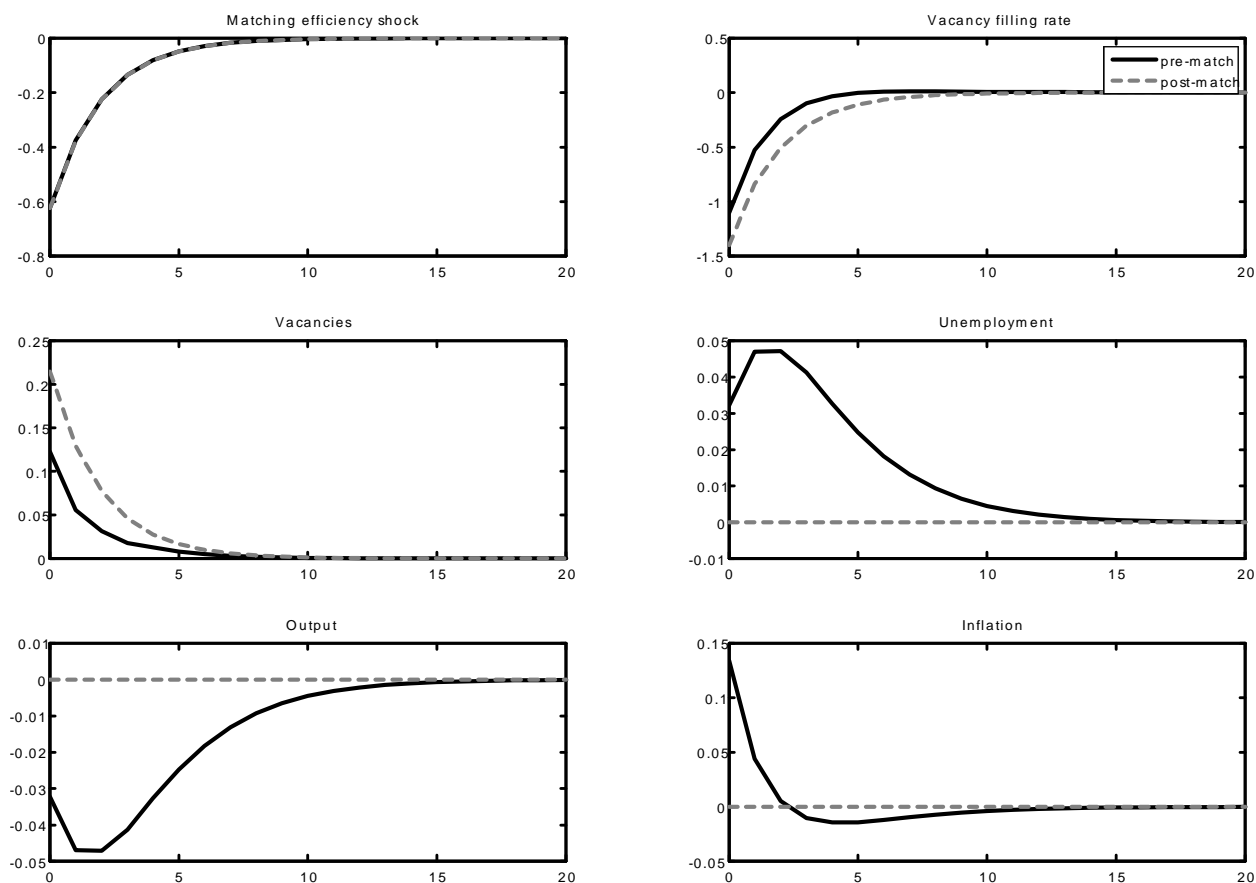 Matching efficiency shock
0
-0.2
-0.4
-0.6
-0.8
0 5 10 15 20
Vacancy filling rate
0.5
0
-0.5
-1
-1.5
0 5 10 15 20
pre-match
post-match
Vacancies
0.25
0.2
0.15
0.1
0.05
0
0 5 10 15 20
Unemployment
0.05
0.04
0.03
0.02
0.01
0
-0.01
0 5 10 15 20
Output
0.01
0
-0.01
-0.02
-0.03
-0.04
-0.05
0 5 10 15 20
Inflation
0.15
0.1
0.05
0
-0.05
0 5 10 15 20